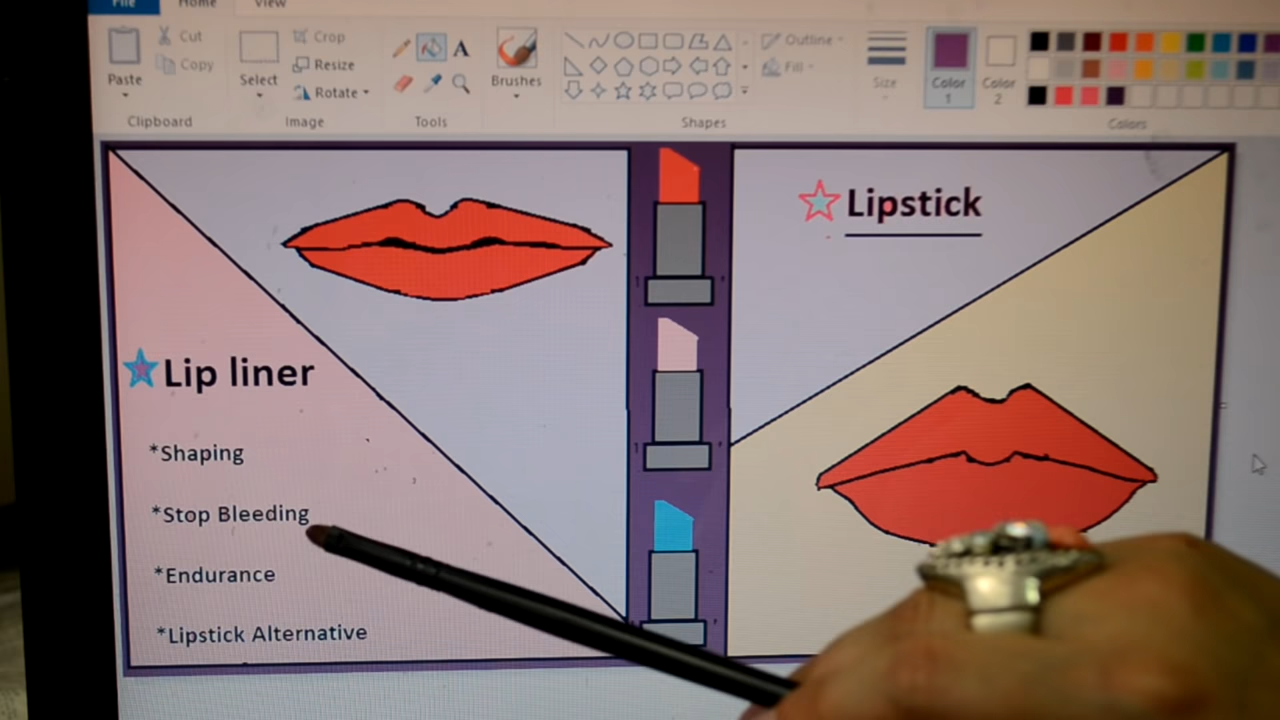 File
Home
View
Cut
Copy
Paste
Clipboard
Crop
Resize
Rotate
Select
Image
A
Tools
Brushes
Outline
Fill
Shapes
Size
Color
1
Color
2
Colors
Lip liner
*Shaping
*Stop Bleeding
*Endurance
*Lipstick Alternative
Lipstick